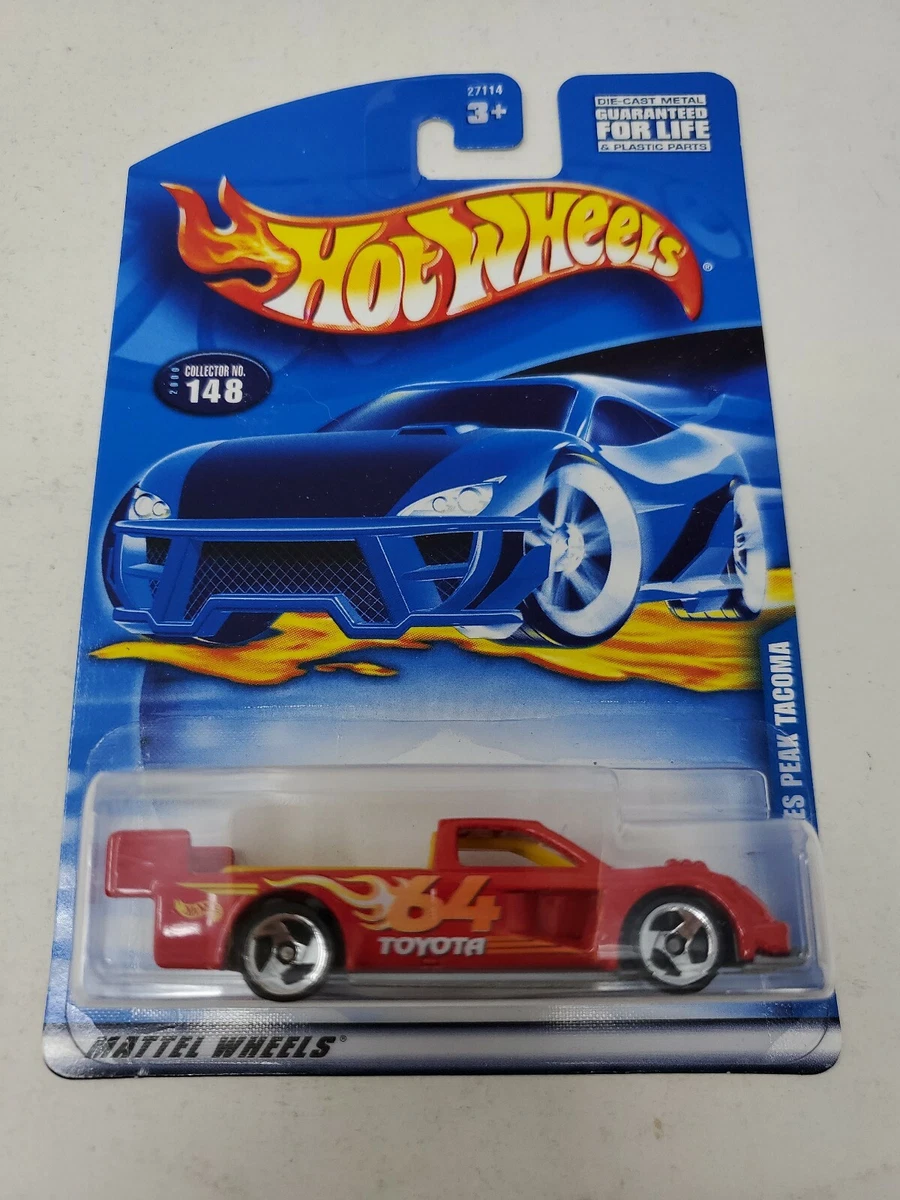 27114
3+
DIE-CAST METAL
GUARANTEED
FOR LIFE
& PLASTIC PARTS
HOT WHEELS®
2000
COLLECTOR NO.
148
ES PEAK TACOMA
64
TOYOTA
MATTEL WHEELS®